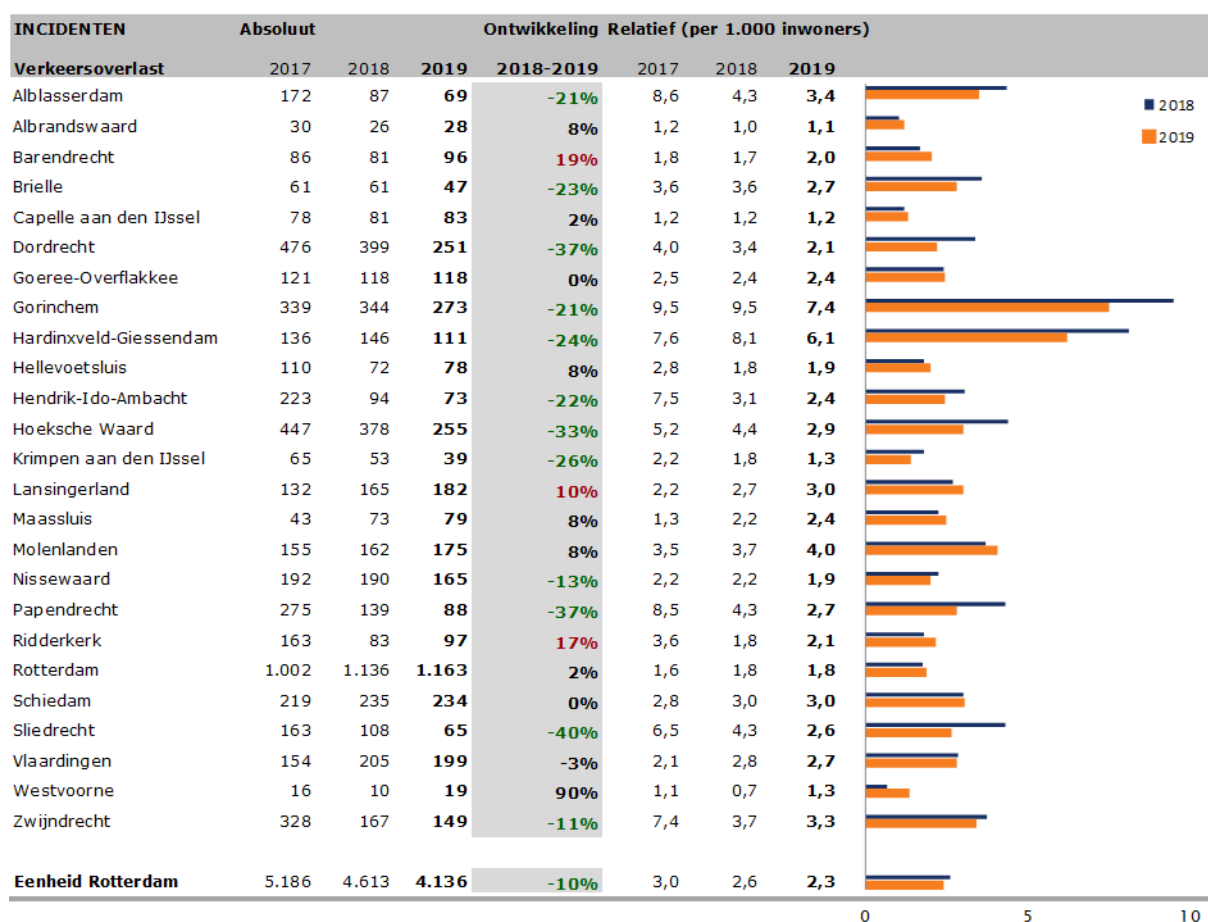 INCIDENTEN Absoluut Ontwikkeling Relatief (per 1.000 inwoners)
Verkeersoverlast 2017 2018 2019 2018-2019 2017 2018 2019
Alblasserdam 172 87 69 -21% 8,6 4,3 3,4
2018
Albrandswaard 30 26 28 8% 1,2 1,0 1,1
2019
Barendrecht 86 81 96 19% 1,8 1,7 2,0
Brielle 61 61 47 -23% 3,6 3,6 2,7
Capelle aan den IJssel 78 81 83 2% 1,2 1,2 1,2
Dordrecht 476 399 251 -37% 4,0 3,4 2,1
Goeree-Overflakkee 121 118 118 0% 2,5 2,4 2,4
Gorinchem 339 344 273 -21% 9,5 9,5 7,4
Hardinxveld-Giessendam 136 146 111 -24% 7,6 8,1 6,1
Hellevoetsluis 110 72 78 8% 2,8 1,8 1,9
Hendrik-Ido-Ambacht 223 94 73 -22% 7,5 3,1 2,4
Hoeksche Waard 447 378 255 -33% 5,2 4,4 2,9
Krimpen aan den IJssel 65 53 39 -26% 2,2 1,8 1,3
Lansingerland 132 165 182 10% 2,2 2,7 3,0
Maassluis 43 73 79 8% 1,3 2,2 2,4
Molenlanden 155 162 175 8% 3,5 3,7 4,0
Nissewaard 192 190 165 -13% 2,2 2,2 1,9
Papendrecht 275 139 88 -37% 8,5 4,3 2,7
Ridderkerk 163 83 97 17% 3,6 1,8 2,1
Rotterdam 1.002 1.136 1.163 2% 1,6 1,8 1,8
Schiedam 219 235 234 0% 2,8 3,0 3,0
Sliedrecht 163 108 65 -40% 6,5 4,3 2,6
Vlaardingen 154 205 199 -3% 2,1 2,8 2,7
Westvoorne 16 10 19 90% 1,1 0,7 1,3
Zwijndrecht 328 167 149 -11% 7,4 3,7 3,3
Eenheid Rotterdam 5.186 4.613 4.136 -10% 3,0 2,6 2,3
0 5 10